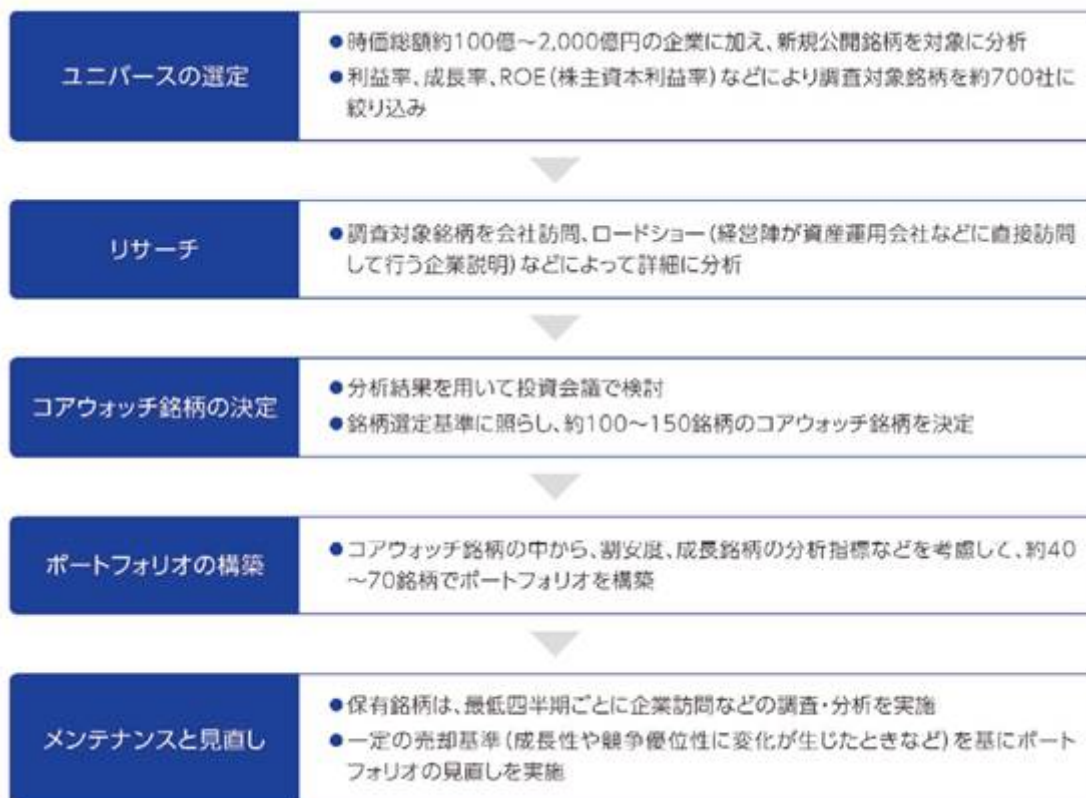 ユニバースの選定
●時価総額約100億～2,000億円の企業に加え、新規公開銘柄を対象に分析
●利益率、成長率、ROE(株主資本利益率)などにより調査対象銘柄を約700社に
絞り込み
リサーチ
●調査対象銘柄を会社訪問、ロードショー(経営陣が資産運用会社などに直接訪問
して行う企業説明)などによって詳細に分析
コアウォッチ銘柄の決定
●分析結果を用いて投資会議で検討
●銘柄選定基準に照らし、約100～150銘柄のコアウォッチ銘柄を決定
ポートフォリオの構築
●コアウォッチ銘柄の中から、割安度、成長銘柄の分析指標などを考慮して、約40
～70銘柄でポートフォリオを構築
メンテナンスと見直し
●保有銘柄は、最低四半期ごとに企業訪問などの調査・分析を実施
●一定の売却基準(成長性や競争優位性に変化が生じたときなど)を基にポート
フォリオの見直しを実施